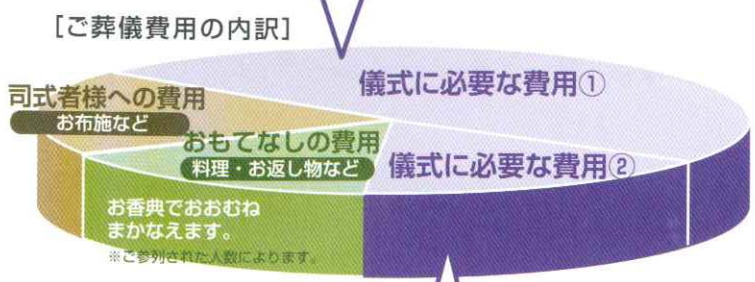 ［ご葬儀費用の内訳］
儀式に必要な費用①
司式者様への費用
お布施など
おもてなしの費用
料理・お返し物など
儀式に必要な費用②
お香典でおおむね
まかなえます。
※ご参列された人数によります。